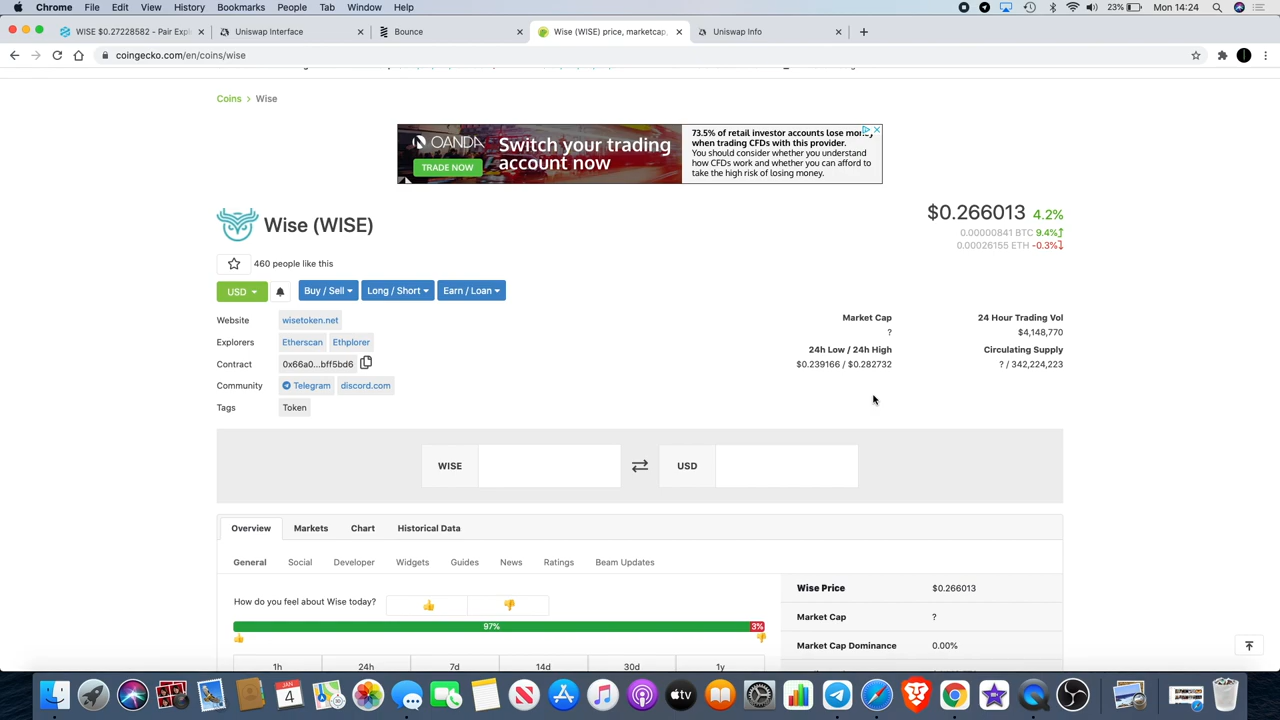 Chrome File Edit View History Bookmarks People Tab Window Help 23% Mon 14:24
WISE $0.27228582 - Pair Expl Uniswap Interface Bounce Wise (WISE) price, marketcap, Uniswap Info
coingecko.com/en/coins/wise
Coins > Wise
OANDA
TRADE NOW
Switch your trading
account now
73.5% of retail investor accounts lose money
when trading CFDs with this provider.
You should consider whether you understand
how CFDs work and whether you can afford to
take the high risk of losing money.
Wise (WISE)
$0.266013 4.2%
0.00000841 BTC 9.4%
0.00026155 ETH -0.3%
460 people like this
USD Buy / Sell Long / Short Earn / Loan
Website wisetoken.net
Explorers Etherscan Ethplorer
Contract 0x66a0...bff5bd6
Community Telegram discord.com
Tags Token
Market Cap 24 Hour Trading Vol
? $4,148,770
24h Low / 24h High Circulating Supply
$0.239166 / $0.282732 ? / 342,224,223
WISE USD
Overview Markets Chart Historical Data
General Social Developer Widgets Guides News Ratings Beam Updates
How do you feel about Wise today?
97% 3%
1h 24h 7d 14d 30d 1y
Wise Price $0.266013
Market Cap ?
Market Cap Dominance 0.00%
JAN
4